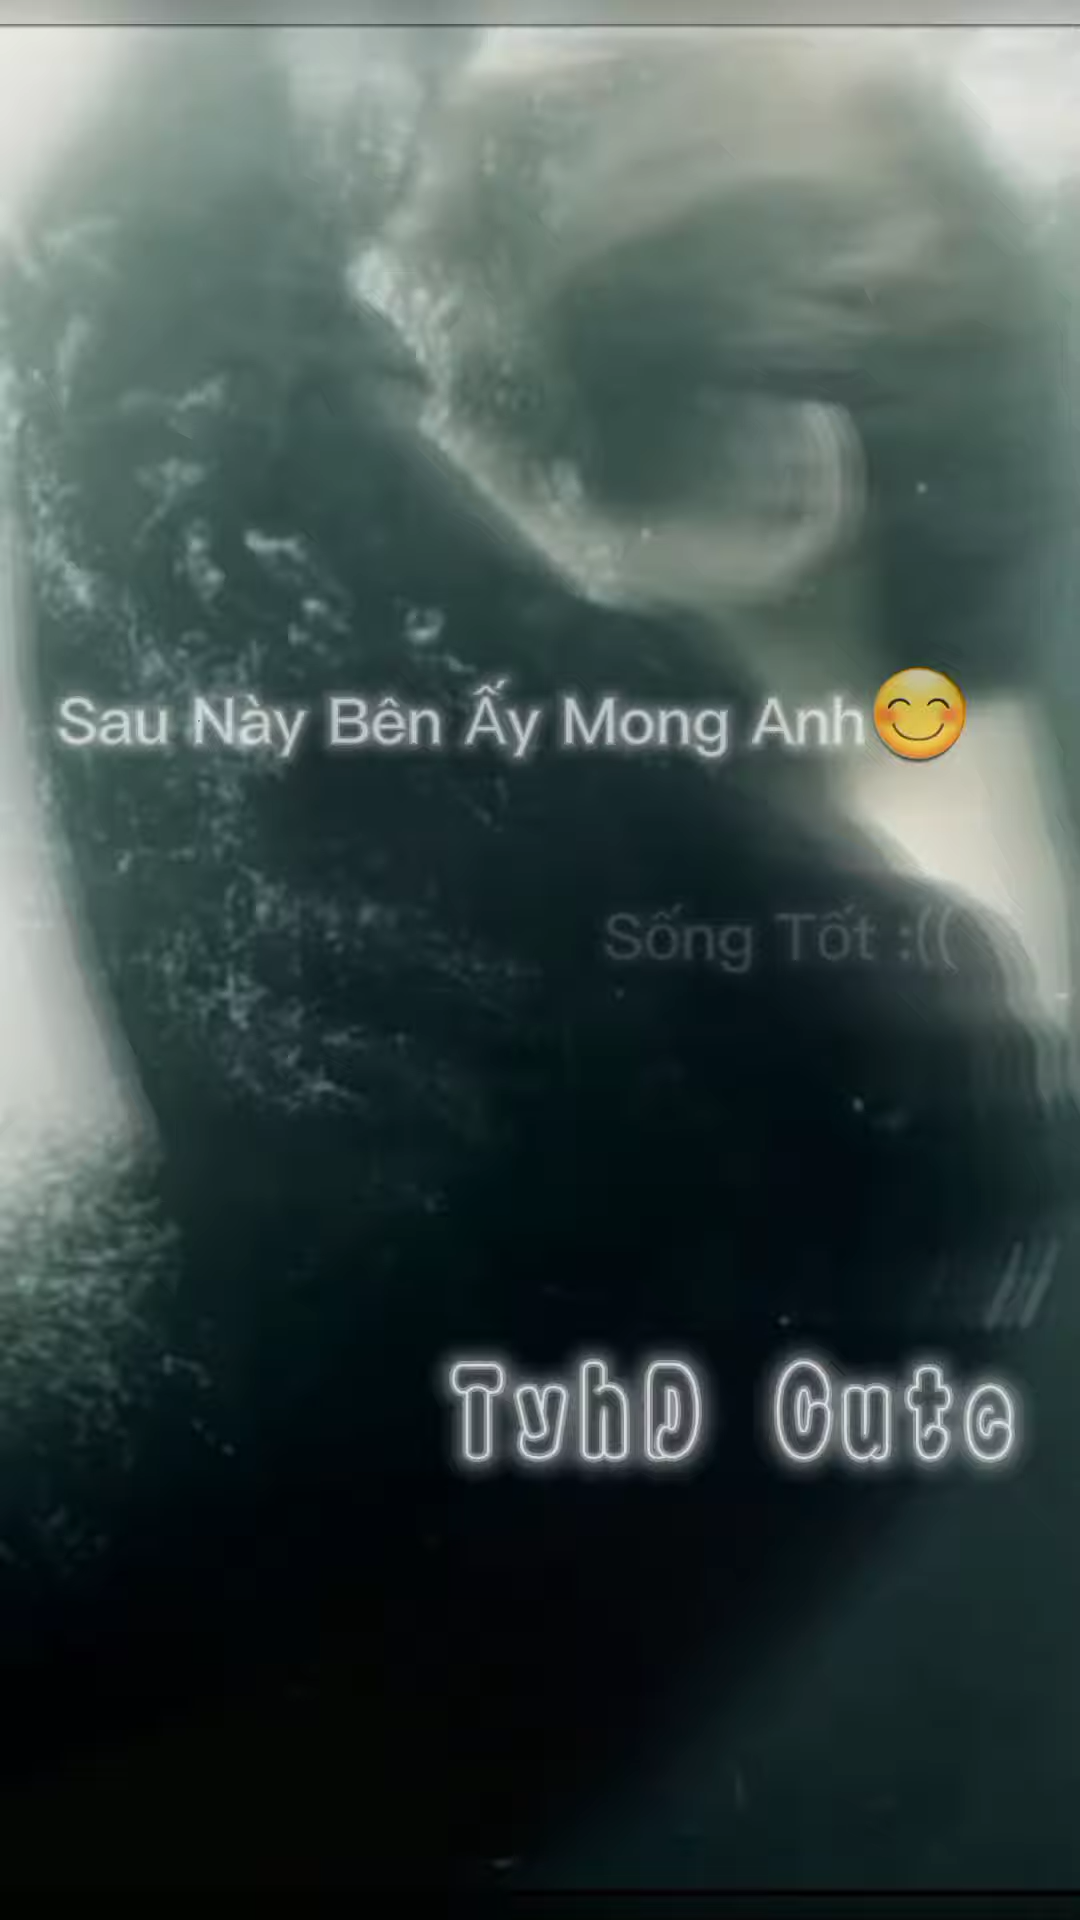 Sau Này Bên Ấy Mong Anh😊
Sống Tốt :((
TyhD Cute